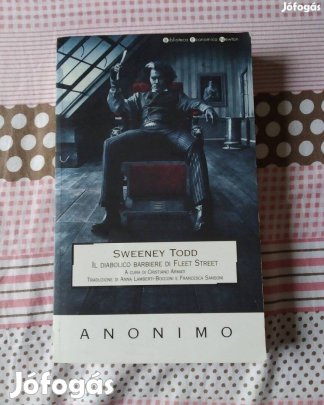 Jófogás
Biblioteca Economica Newton
SWEENEY TODD
IL DIABOLICO BARBIERE DI FLEET STREET
A CURA DI CRISTIANO ARMATI
TRADUZIONE DI ANNA LAMBERTI-BOCCONI E FRANCESCA SANSONI
ANONIMO
Jófogás